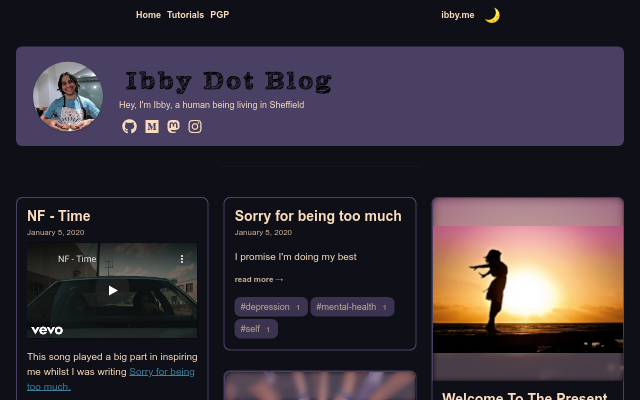 Home Tutorials PGP
ibby.me
Ibby Dot Blog
Hey, I'm Ibby, a human being living in Sheffield
NF - Time
January 5, 2020
NF - Time
vevo
This song played a big part in inspiring
me whilst I was writing Sorry for being
too much.
Sorry for being too much
January 5, 2020
I promise I'm doing my best
read more →
#depression 1
#mental-health 1
#self 1
Welcome To The Present